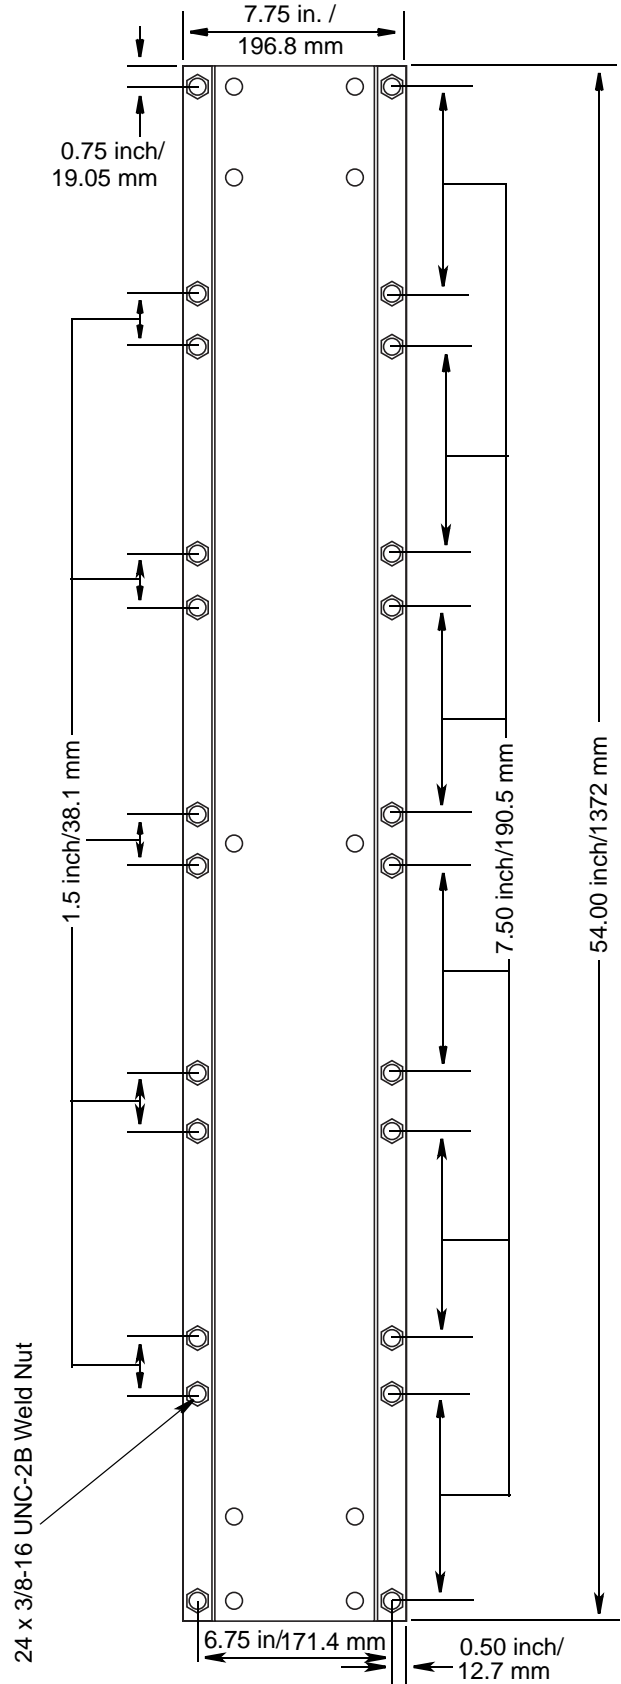 7.75 in. /
196.8 mm
0.75 inch/
19.05 mm
1.5 inch/38.1 mm
7.50 inch/190.5 mm
54.00 inch/1372 mm
24 x 3/8-16 UNC-2B Weld Nut
6.75 in/171.4 mm
0.50 inch/
12.7 mm